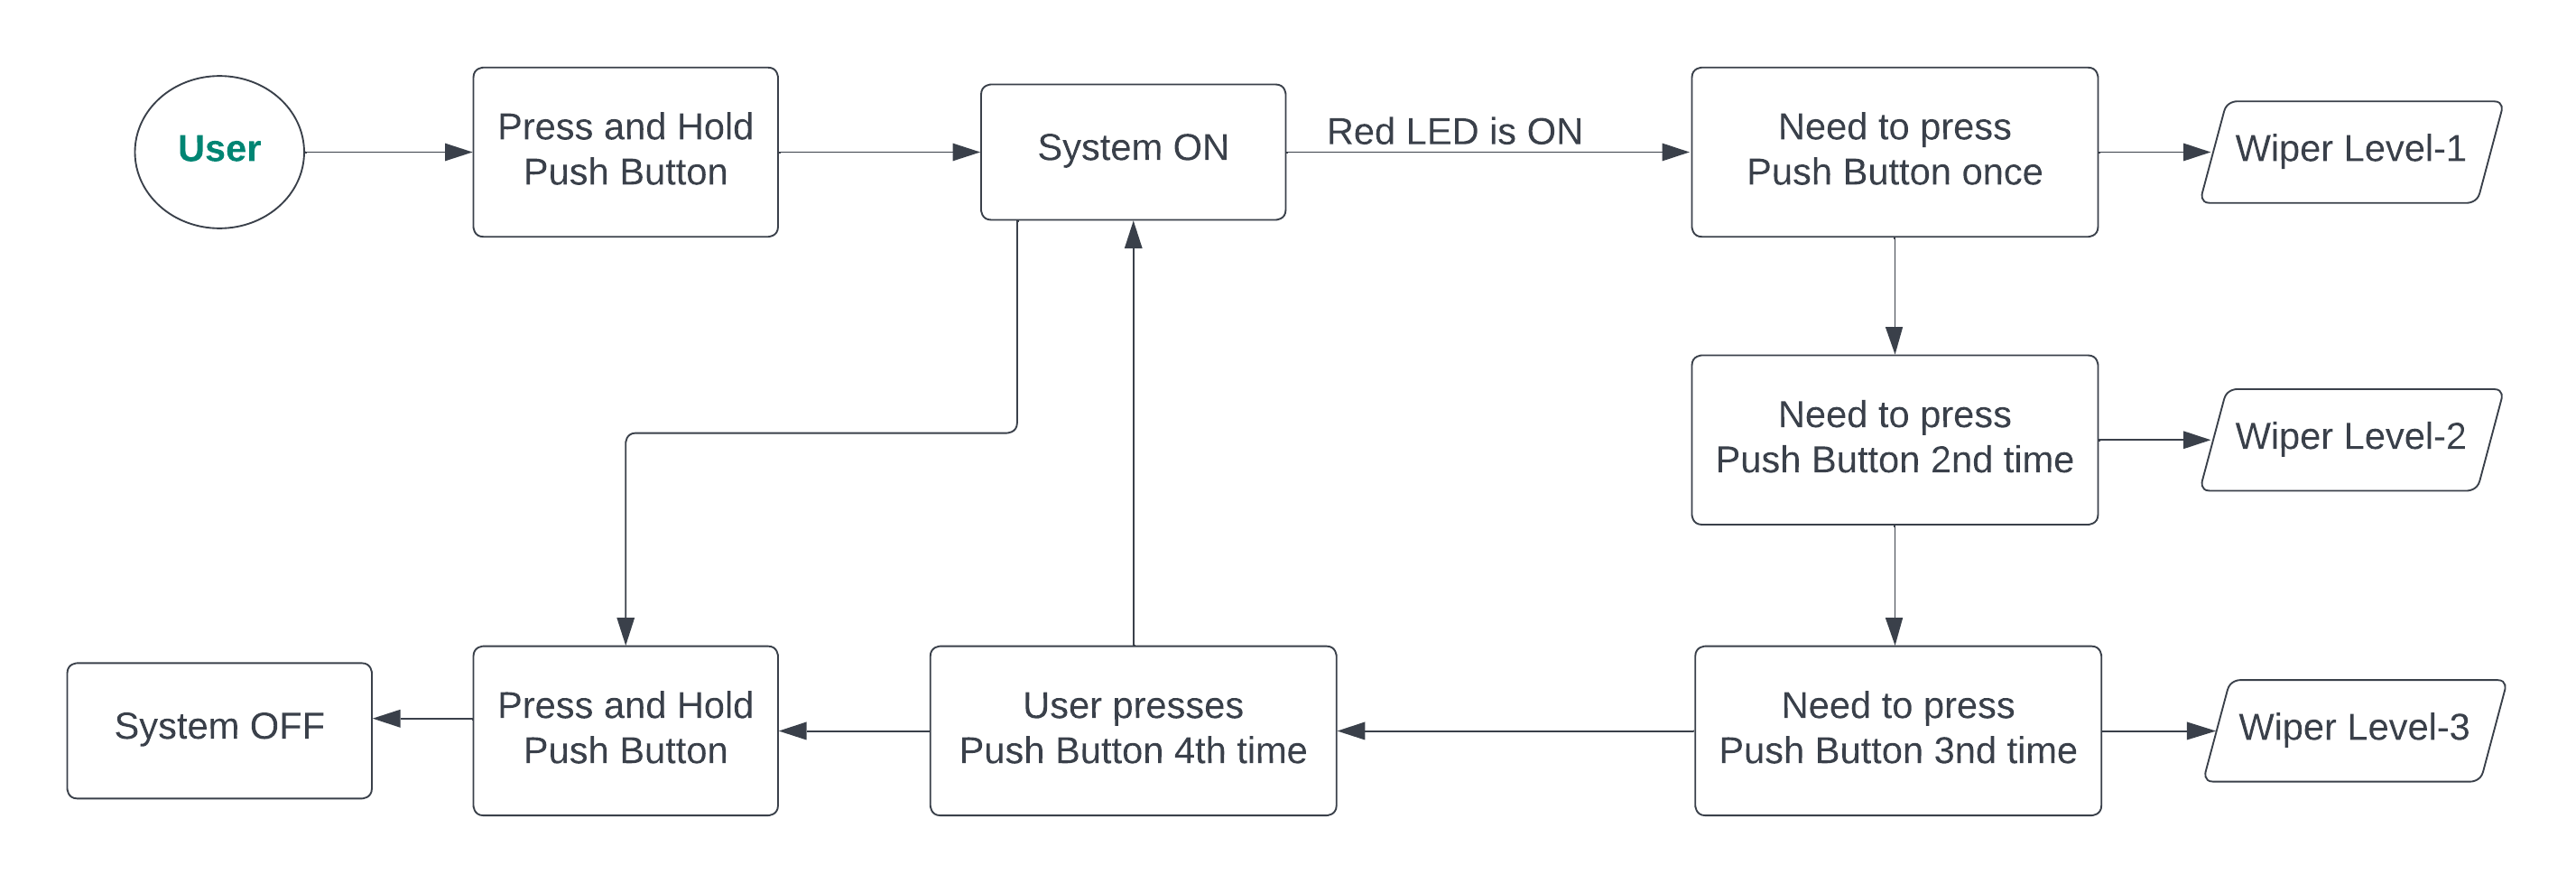 User
Press and Hold
Push Button
System ON
Red LED is ON
Need to press
Push Button once
Wiper Level-1
Need to press
Push Button 2nd time
Wiper Level-2
System OFF
Press and Hold
Push Button
User presses
Push Button 4th time
Need to press
Push Button 3nd time
Wiper Level-3